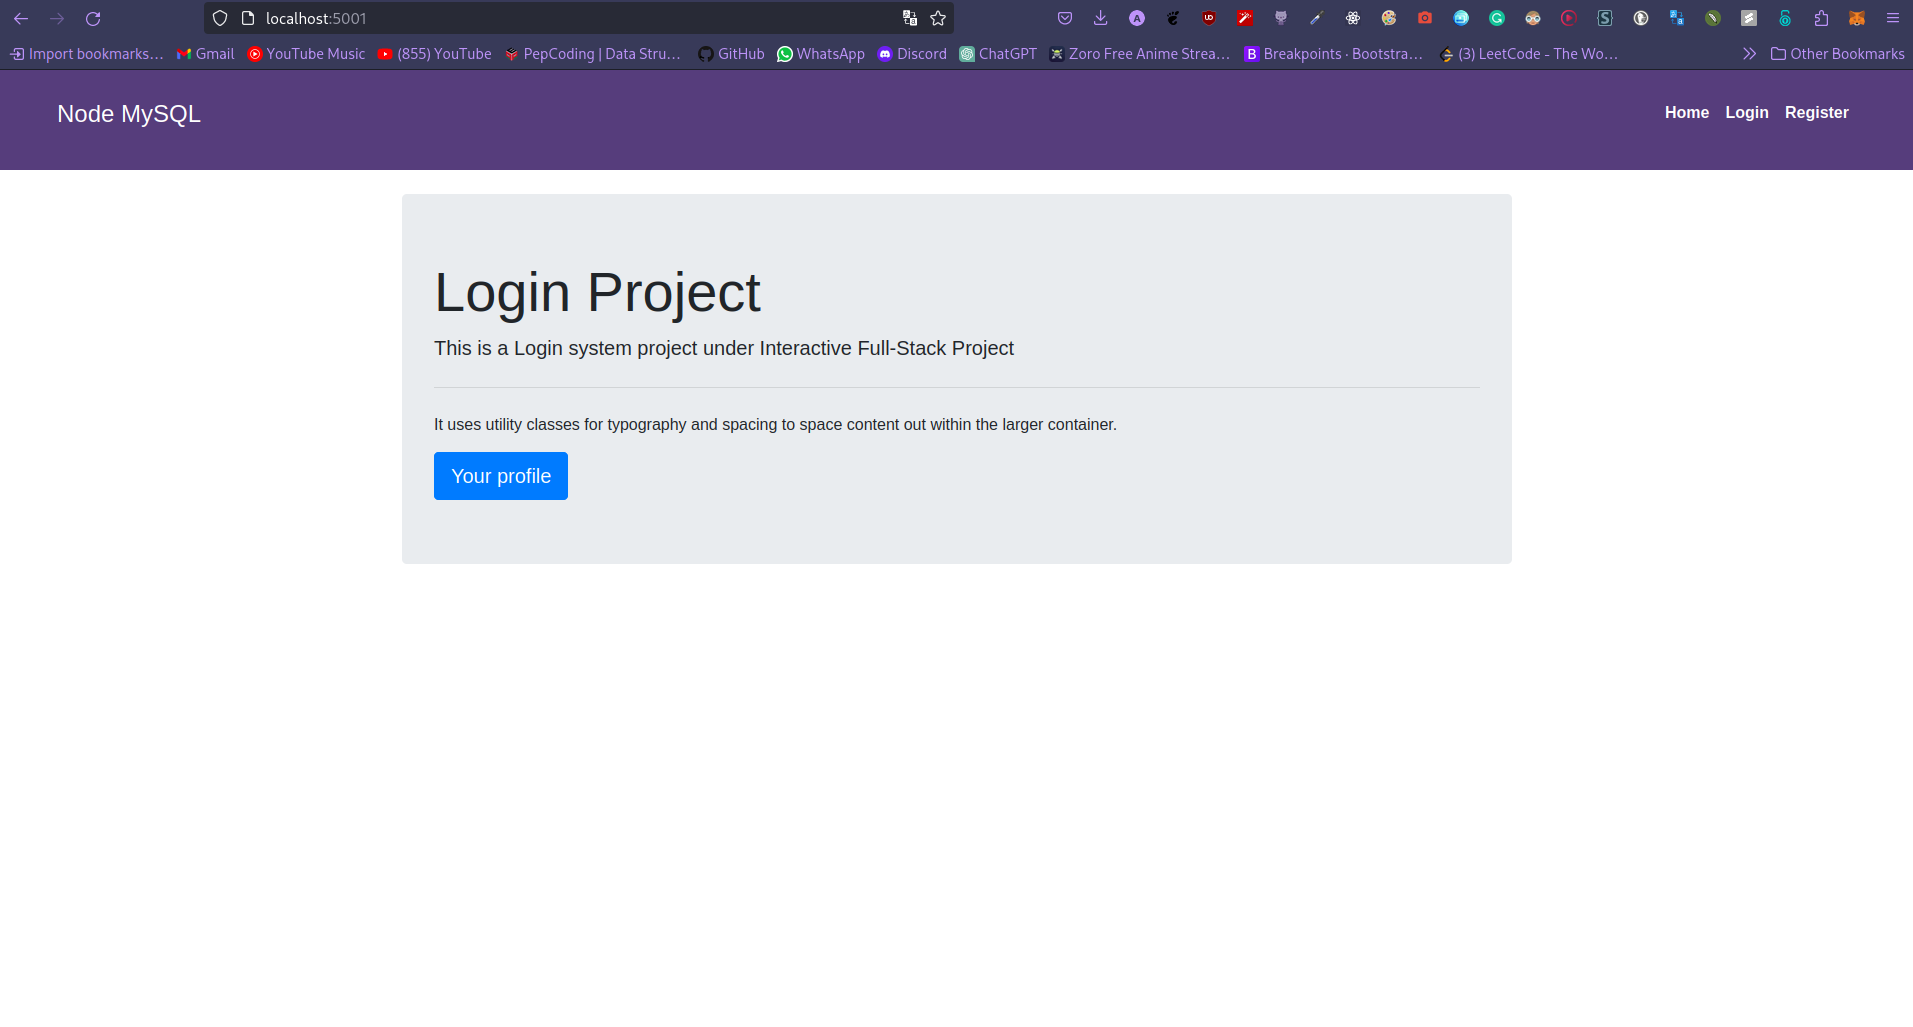 localhost:5001
Import bookmarks... Gmail YouTube Music (855) YouTube PepCoding | Data Stru... GitHub WhatsApp Discord ChatGPT Zoro Free Anime Strea... Breakpoints · Bootstra... (3) LeetCode - The Wo... Other Bookmarks
Node MySQL Home Login Register
Login Project
This is a Login system project under Interactive Full-Stack Project
It uses utility classes for typography and spacing to space content out within the larger container.
Your profile